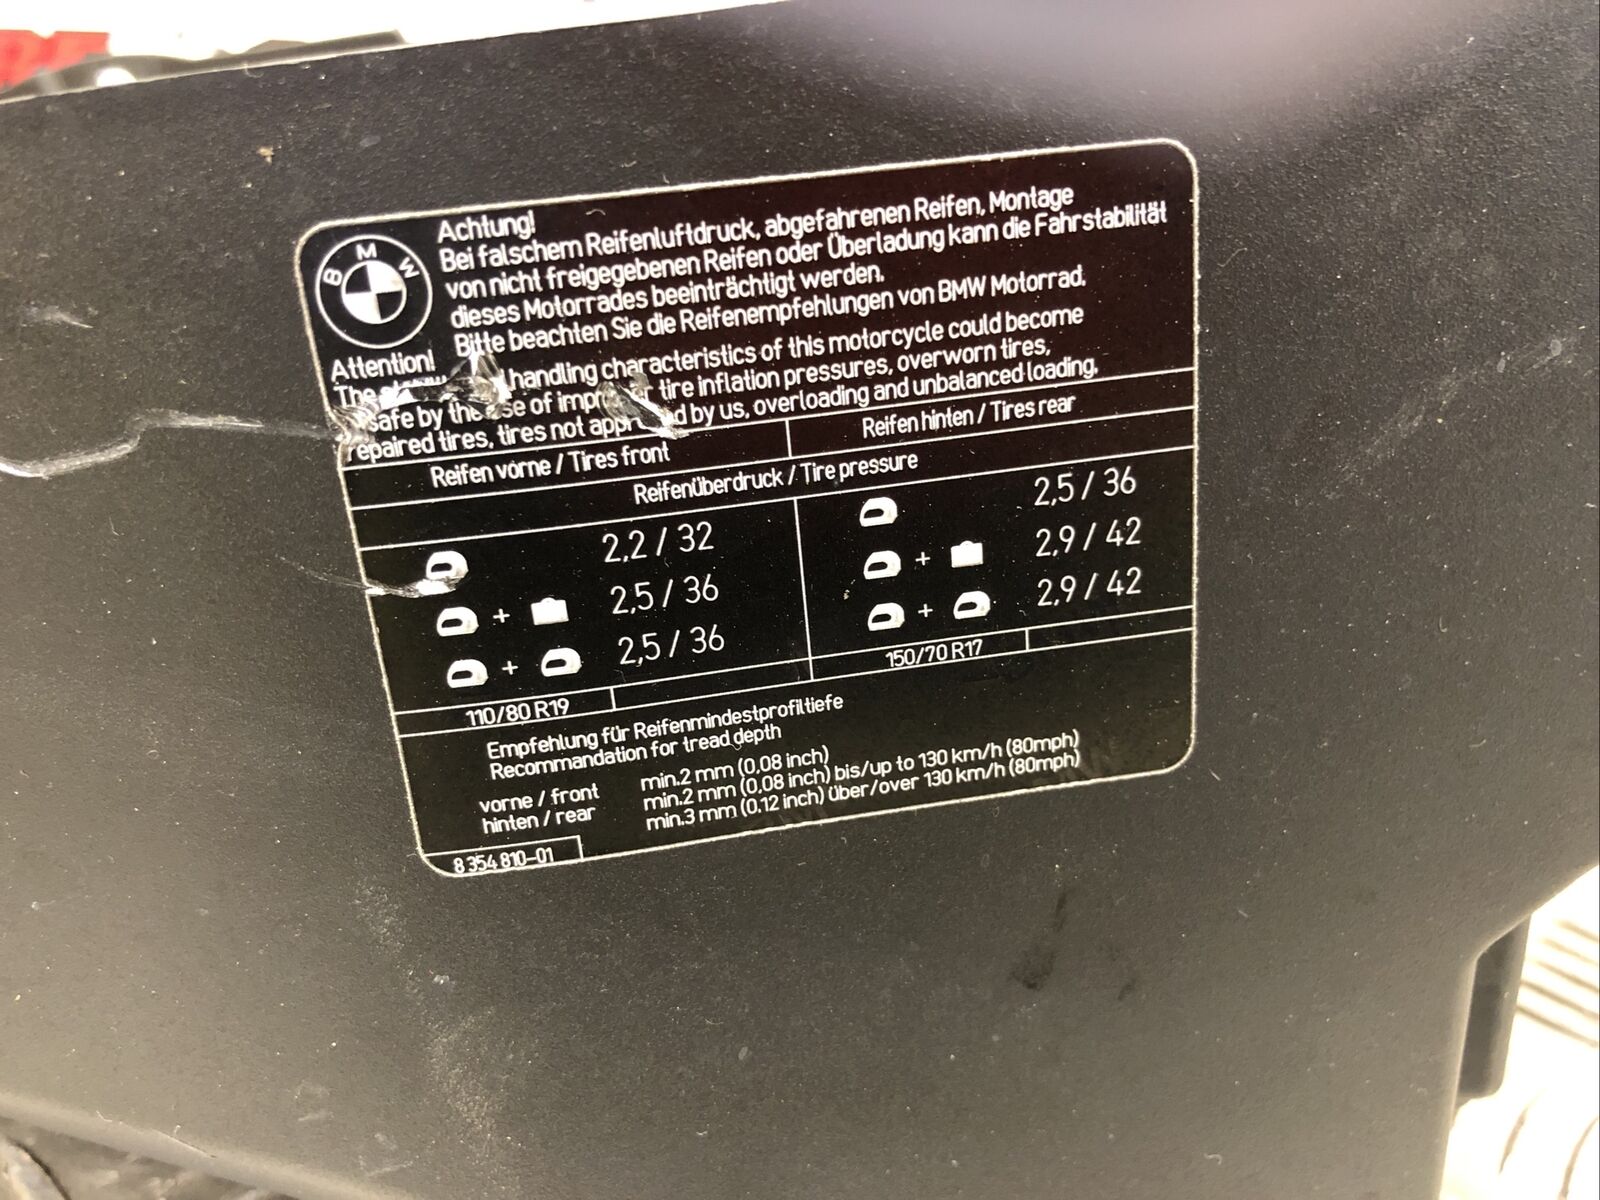 BMW
Achtung!
Bei falschem Reifenluftdruck, abgefahrenen Reifen, Montage
von nicht freigegebenen Reifen oder Überladung kann die Fahrstabilität
dieses Motorrades beeinträchtigt werden.
Bitte beachten Sie die Reifenempfehlungen von BMW Motorrad.
Attention!
The handling characteristics of this motorcycle could become
safe by the use of tire inflation pressures, overworn tires,
repaired tires, tires not by us, overloading and unbalanced loading.
Reifen vorne / Tires front
Reifen hinten / Tires rear
Reifenüberdruck / Tire pressure
2,2 / 32
+ 2,5 / 36
+ 2,5 / 36
2,5 / 36
+ 2,9 / 42
+ 2,9 / 42
110/80 R19
150/70 R17
Empfehlung für Reifenmindestprofiltiefe
Recommandation for tread depth
vorne / front min.2 mm (0,08 inch)
hinten / rear min.2 mm (0,08 inch) bis/up to 130 km/h (80mph)
min.3 mm (0.12 inch) über/over 130 km/h (80mph)
8 354 810-01